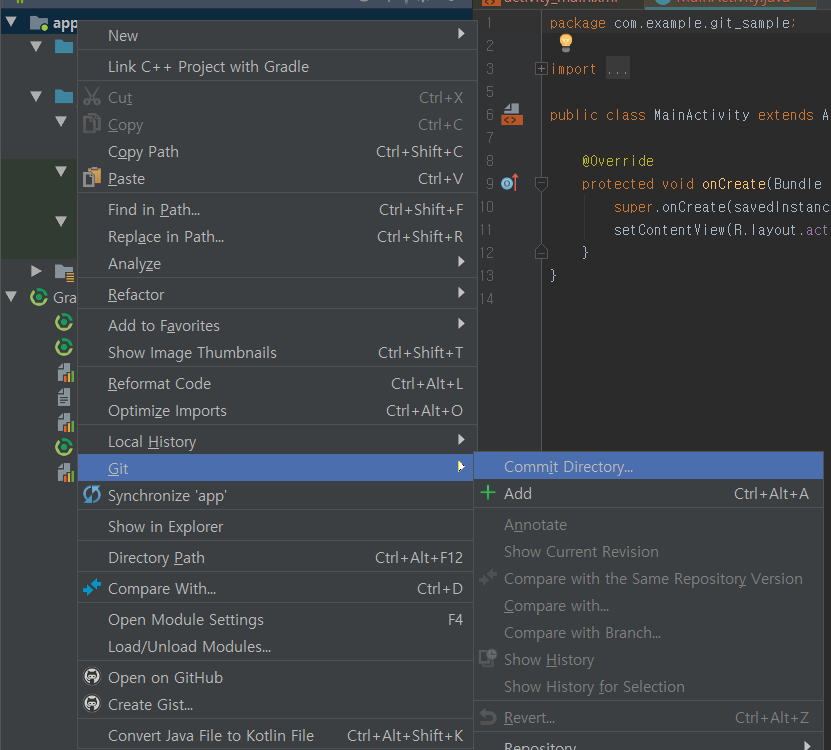 app
Gra
New
Link C++ Project with Gradle
Cut Ctrl+X
Copy Ctrl+C
Copy Path Ctrl+Shift+C
Paste Ctrl+V
Find in Path... Ctrl+Shift+F
Replace in Path... Ctrl+Shift+R
Analyze
Refactor
Add to Favorites
Show Image Thumbnails Ctrl+Shift+T
Reformat Code Ctrl+Alt+L
Optimize Imports Ctrl+Alt+O
Local History
Git
Synchronize 'app'
Show in Explorer
Directory Path Ctrl+Alt+F12
Compare With... Ctrl+D
Open Module Settings F4
Load/Unload Modules...
Open on GitHub
Create Gist...
Convert Java File to Kotlin File Ctrl+Alt+Shift+K
Commit Directory...
Add Ctrl+Alt+A
Annotate
Show Current Revision
Compare with the Same Repository Version
Compare with...
Compare with Branch...
Show History
Show History for Selection
Revert... Ctrl+Alt+Z
Repository
activity_main.xml MainActivity.java
1 package com.example.git_sample;
2
3 import ...
5
6 public class MainActivity extends A
7
8 @Override
9 protected void onCreate(Bundle
10 super.onCreate(savedInstanc
11 setContentView(R.layout.act
12 }
13 }
14